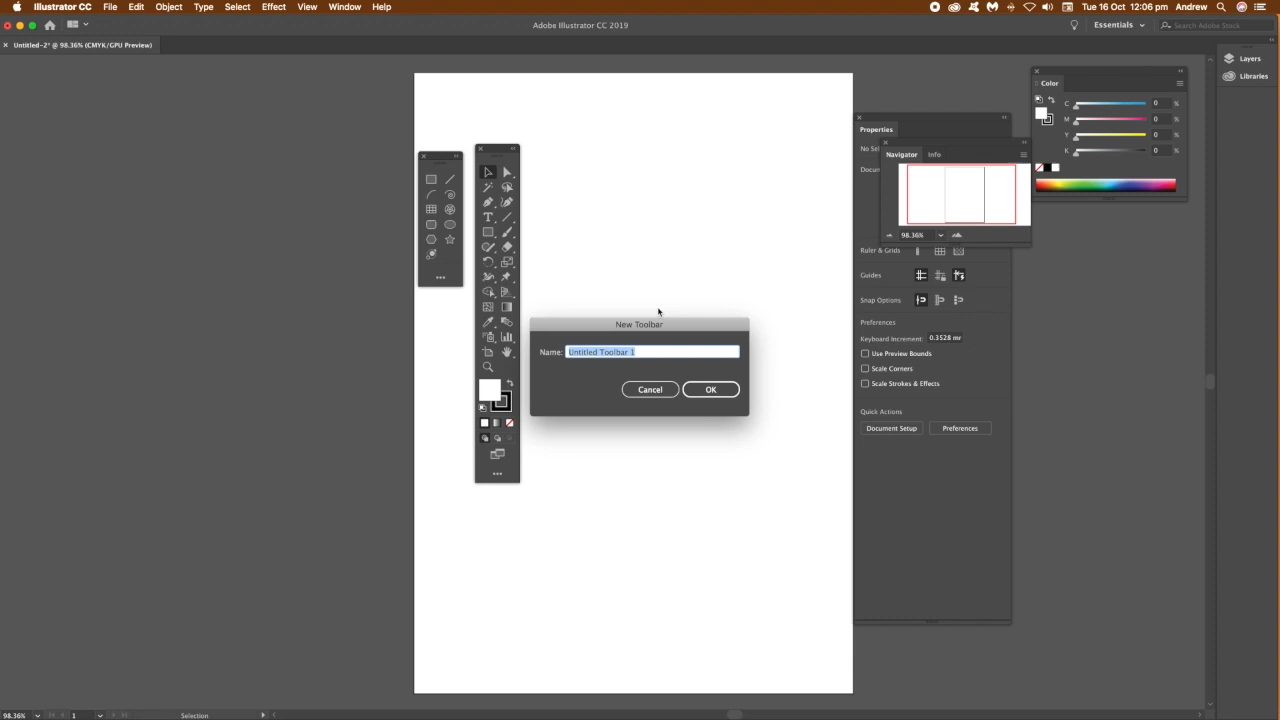 Illustrator CC File Edit Object Type Select Effect View Window Help
Tue 16 Oct 12:06 pm Andrew
Adobe Illustrator CC 2019
Essentials
Search Adobe Stock
Untitled-2* @ 98.36% (CMYK/GPU Preview)
Layers
Libraries
Color
C 0 %
M 0 %
Y 0 %
K 0 %
Properties
No Sel
Docum
Navigator Info
98.36%
Ruler & Grids
Guides
Snap Options
Preferences
Keyboard Increment: 0.3528 mr
Use Preview Bounds
Scale Corners
Scale Strokes & Effects
Quick Actions
Document Setup Preferences
New Toolbar
Name: Untitled Toolbar 1
Cancel OK
98.36% 1 Selection